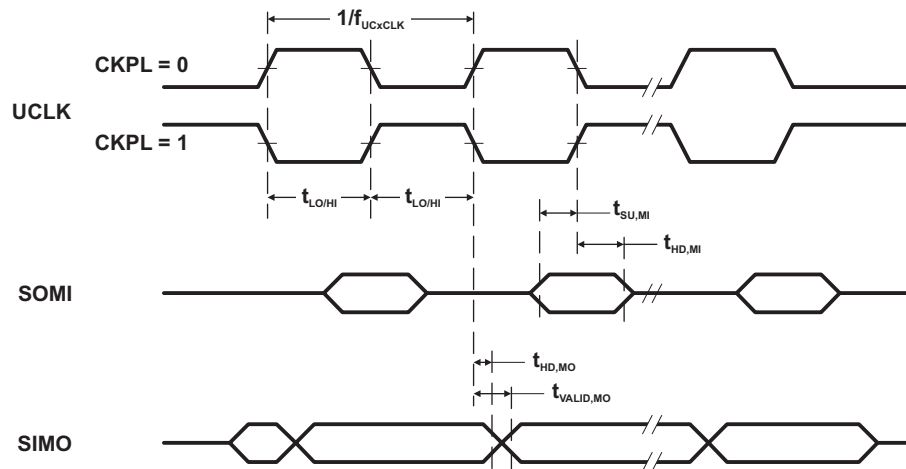 1/fUCxCLK
CKPL = 0
UCLK
CKPL = 1
tLO/HI tLO/HI
tSU,MI
tHD,MI
SOMI
tHD,MO
tVALID,MO
SIMO